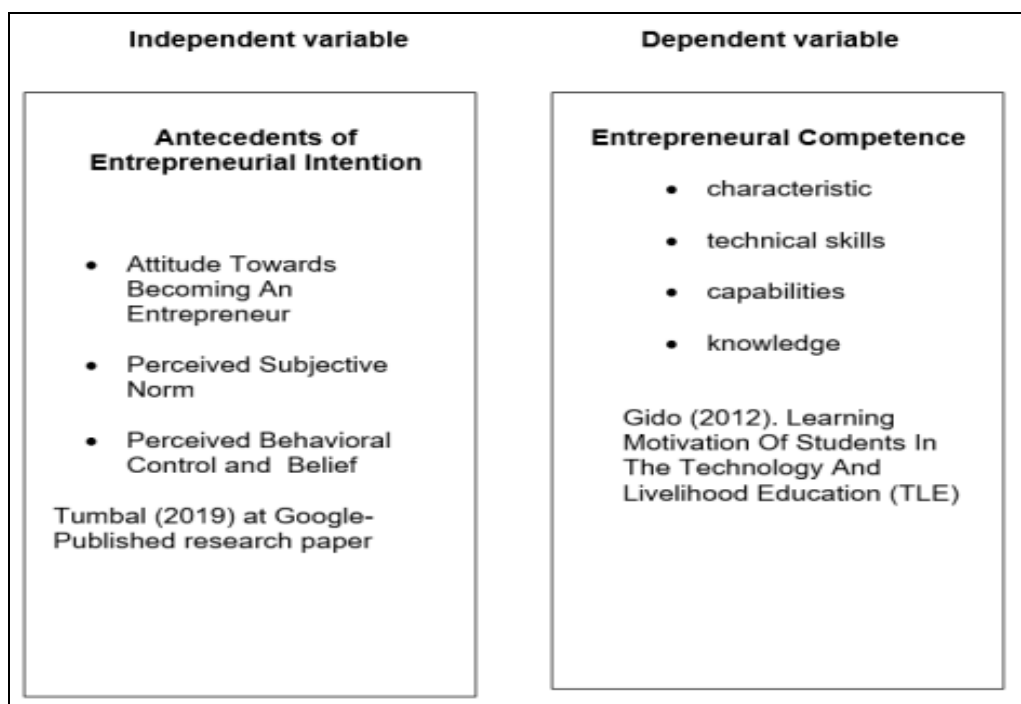 Independent variable
Dependent variable
Antecedents of
Entrepreneurial Intention
• Attitude Towards
Becoming An
Entrepreneur
• Perceived Subjective
Norm
• Perceived Behavioral
Control and Belief
Tumbal (2019) at Google-
Published research paper
Entrepreneural Competence
• characteristic
• technical skills
• capabilities
• knowledge
Gido (2012). Learning
Motivation Of Students In
The Technology And
Livelihood Education (TLE)